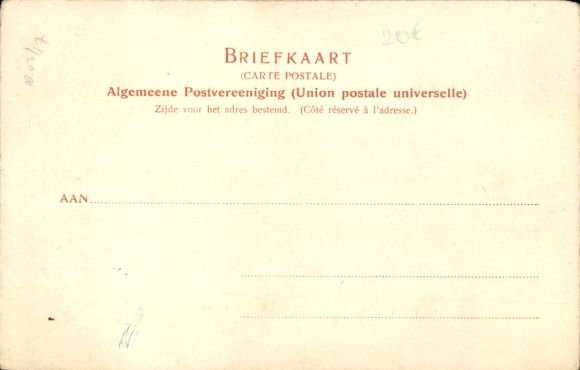 20€
BRIEFKAART
(CARTE POSTALE)
Algemeene Postvereeniging (Union postale universelle)
Zijde voor het adres bestemd. (Côté réservé à l'adresse.)
AAN